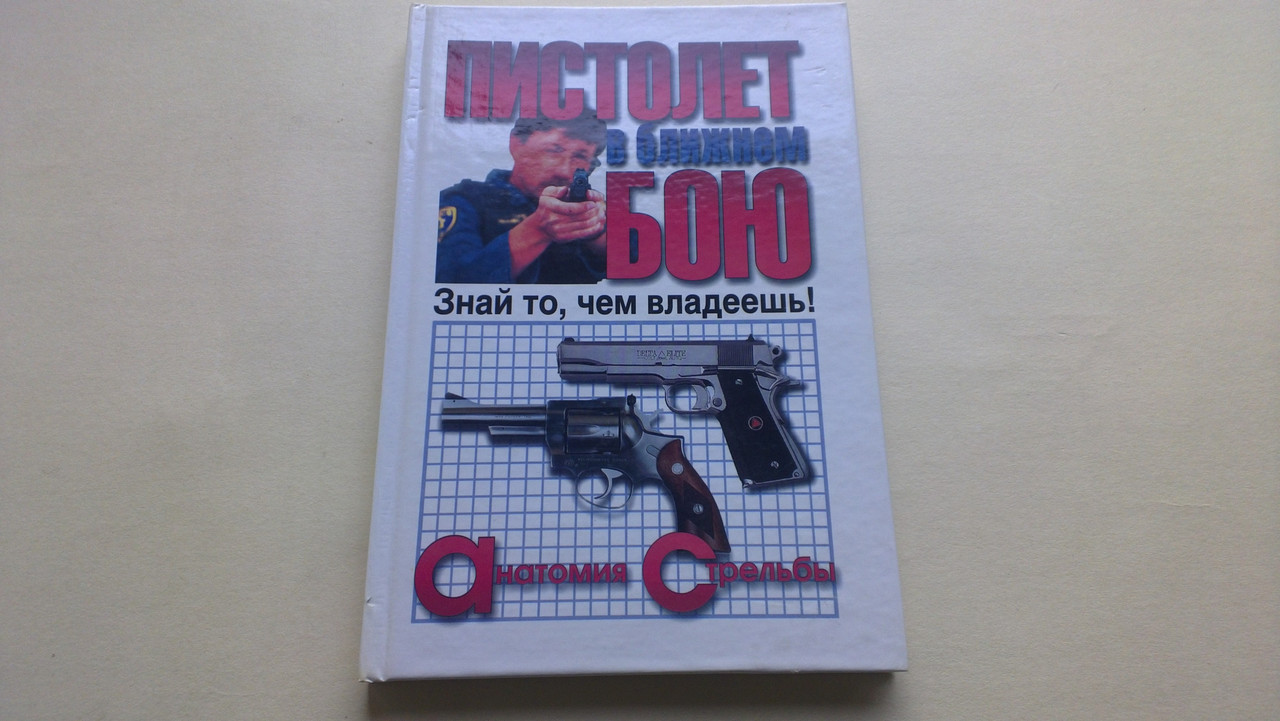 ПИСТОЛЕТ
в ближнем
БОЮ
Знай то, чем владеешь!
анатомия Стрельбы